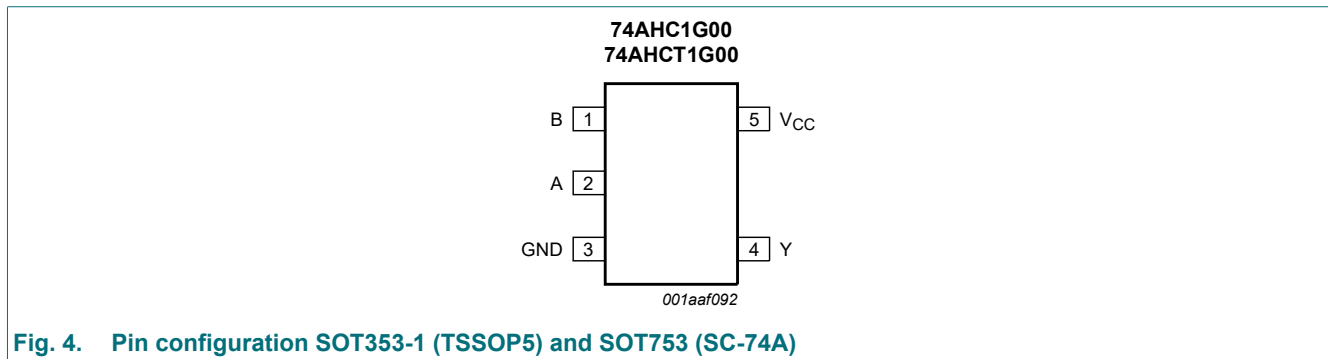 74AHC1G00
74AHCT1G00
B 1
5 VCC
A 2
GND 3
4 Y
001aaf092
Fig. 4. Pin configuration SOT353-1 (TSSOP5) and SOT753 (SC-74A)